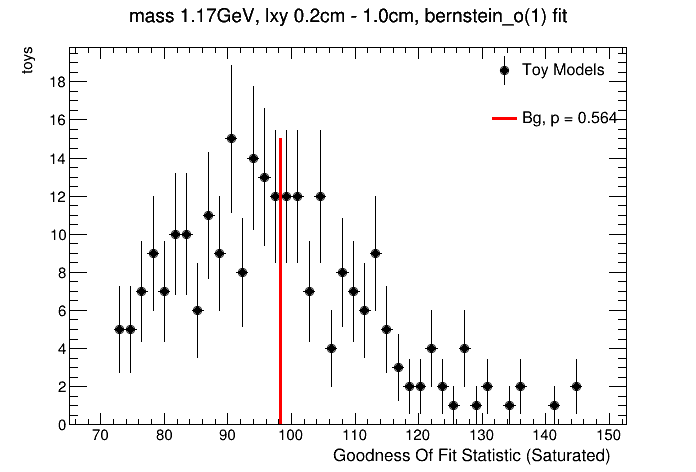 mass 1.17GeV, lxy 0.2cm - 1.0cm, bernstein_o(1) fit
toys
Toy Models
Bg, p = 0.564
18
16
14
12
10
8
6
4
2
0
70 80 90 100 110 120 130 140 150
Goodness Of Fit Statistic (Saturated)